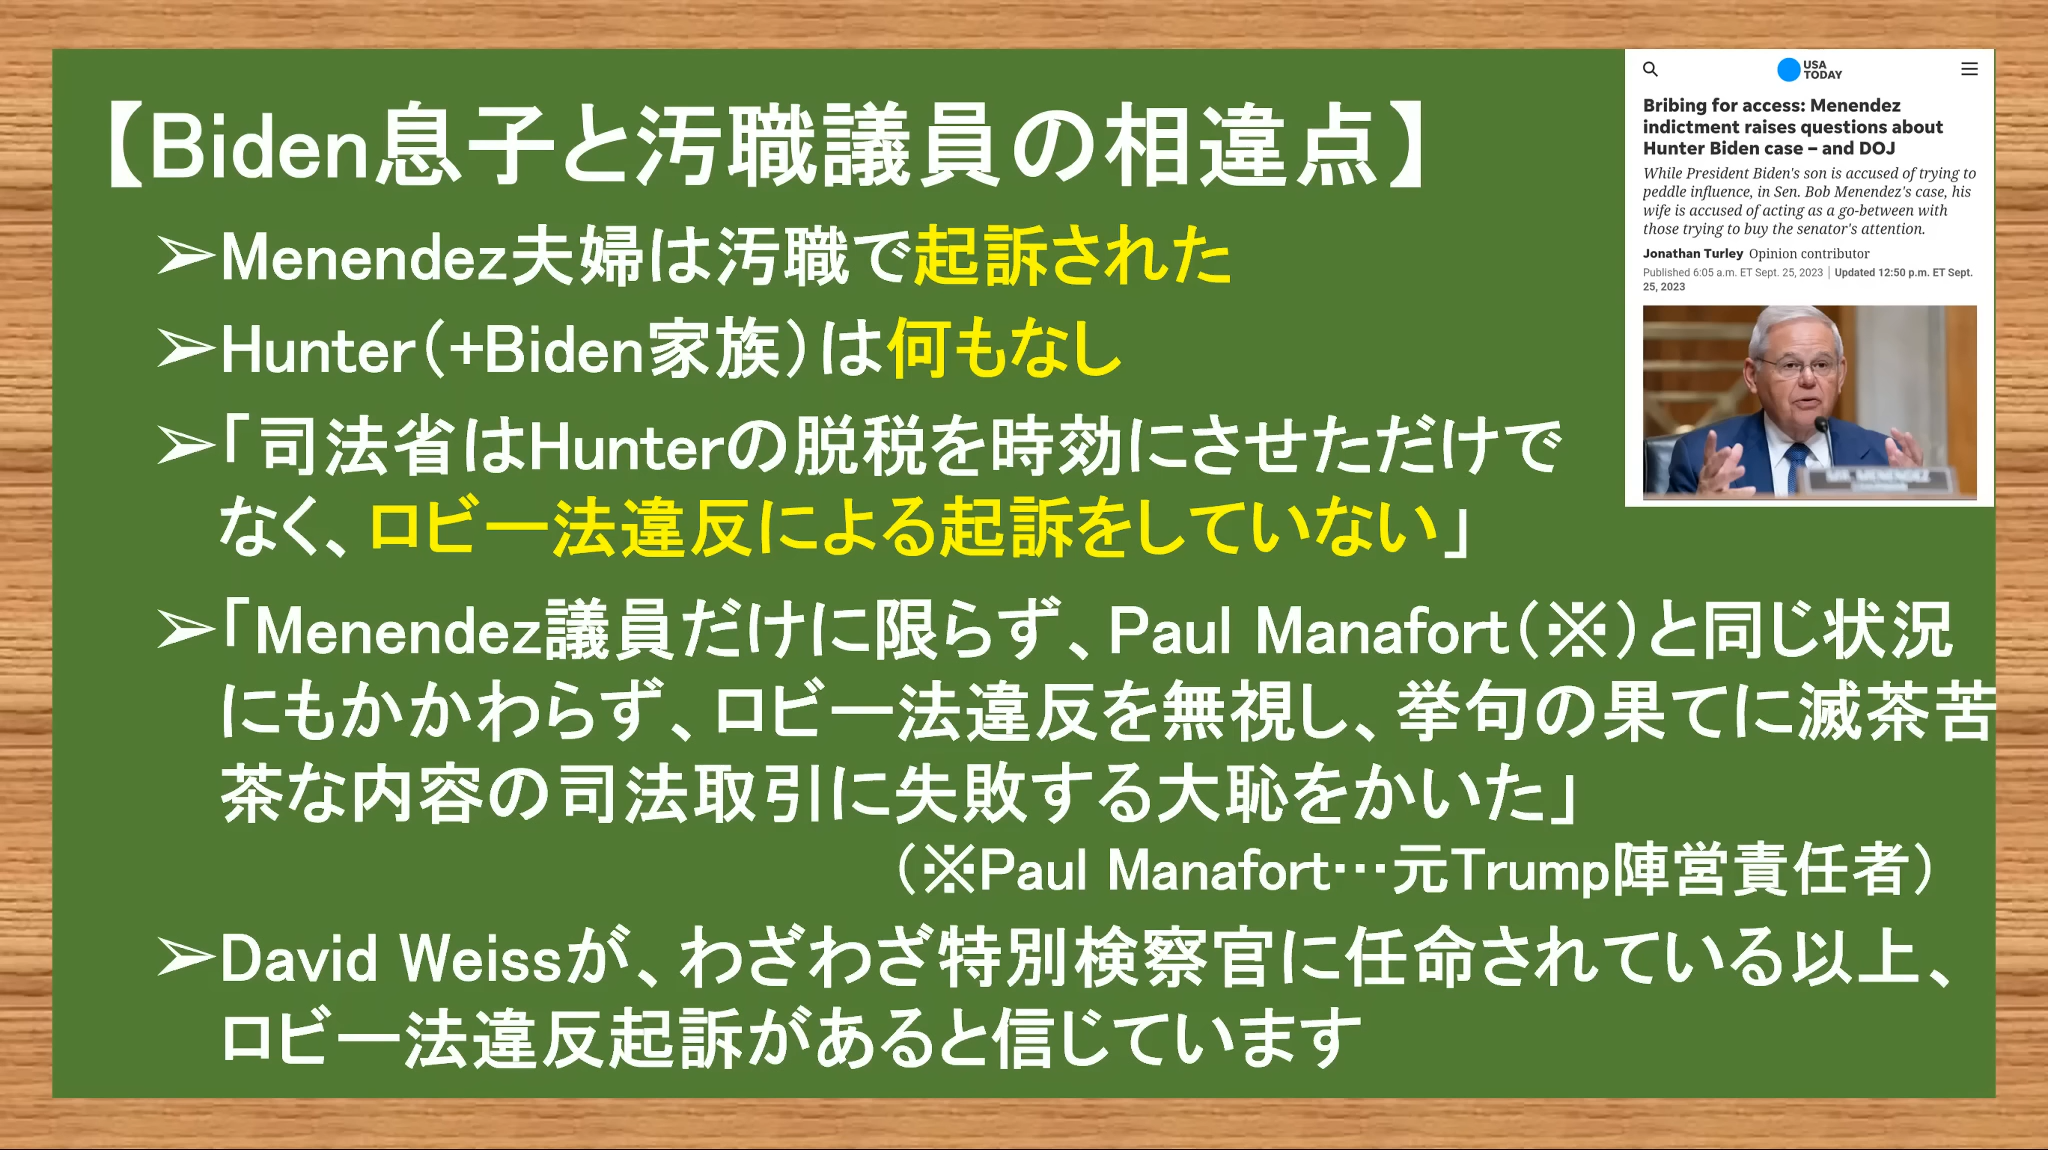 【Biden息子と汚職議員の相違点】
➢Menendez夫婦は汚職で起訴された
➢Hunter(+Biden家族)は何もなし
➢「司法省はHunterの脱税を時効にさせただけで
なく、ロビー法違反による起訴をしていない」
➢「Menendez議員だけに限らず、Paul Manafort(※)と同じ状況
にもかかわらず、ロビー法違反を無視し、挙句の果てに滅茶苦
茶な内容の司法取引に失敗する大恥をかいた」
(※Paul Manafort…元Trump陣営責任者)
➢David Weissが、わざわざ特別検察官に任命されている以上、
ロビー法違反起訴があると信じています
USA
TODAY
Bribing for access: Menendez
indictment raises questions about
Hunter Biden case – and DOJ
While President Biden's son is accused of trying to
peddle influence, in Sen. Bob Menendez's case, his
wife is accused of acting as a go-between with
those trying to buy the senator's attention.
Jonathan Turley Opinion contributor
Published 6:05 a.m. ET Sept. 25, 2023 | Updated 12:50 p.m. ET Sept.
25, 2023
MR. MENENDEZ